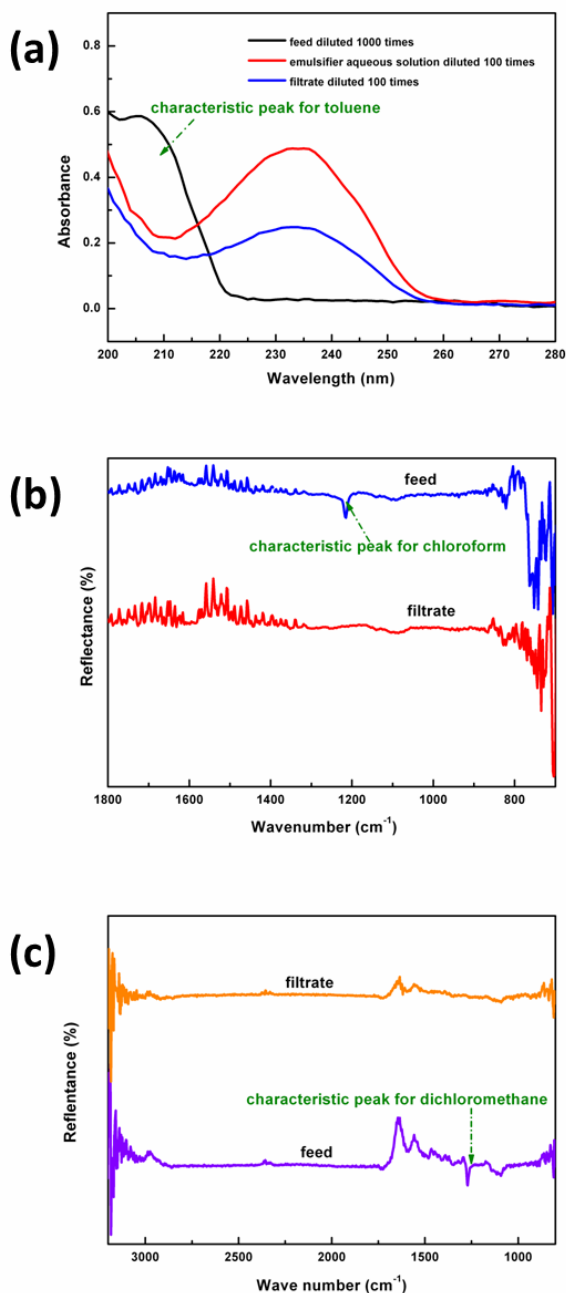 (a)
feed diluted 1000 times
emulsifier aqueous solution diluted 100 times
filtrate diluted 100 times
characteristic peak for toluene
Absorbance
0.8
0.6
0.4
0.2
0.0
200 210 220 230 240 250 260 270 280
Wavelength (nm)
(b)
feed
characteristic peak for chloroform
filtrate
Reflectance (%)
1800 1600 1400 1200 1000 800
Wavenumber (cm⁻¹)
(c)
filtrate
characteristic peak for dichloromethane
feed
Reflentance (%)
3000 2500 2000 1500 1000
Wave number (cm⁻¹)